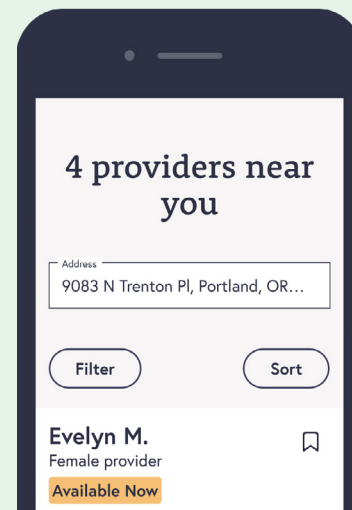 4 providers near
you
Address
9083 N Trenton Pl, Portland, OR...
Filter
Sort
Evelyn M.
Female provider
Available Now